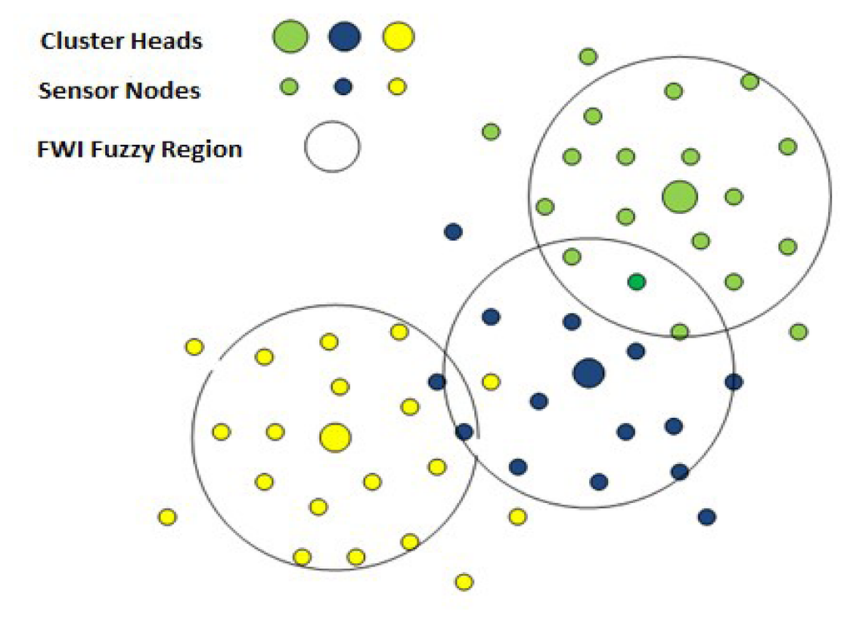 Cluster Heads
Sensor Nodes
FWI Fuzzy Region